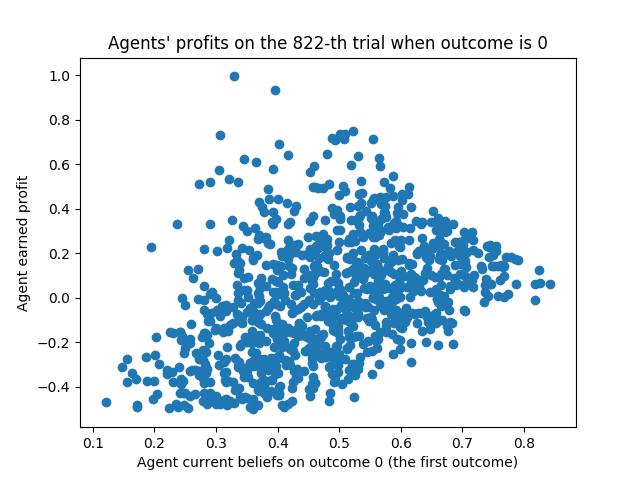 Agents' profits on the 822-th trial when outcome is 0
1.0
0.8
0.6
0.4
0.2
0.0
−0.2
−0.4
Agent earned profit
0.1 0.2 0.3 0.4 0.5 0.6 0.7 0.8
Agent current beliefs on outcome 0 (the first outcome)